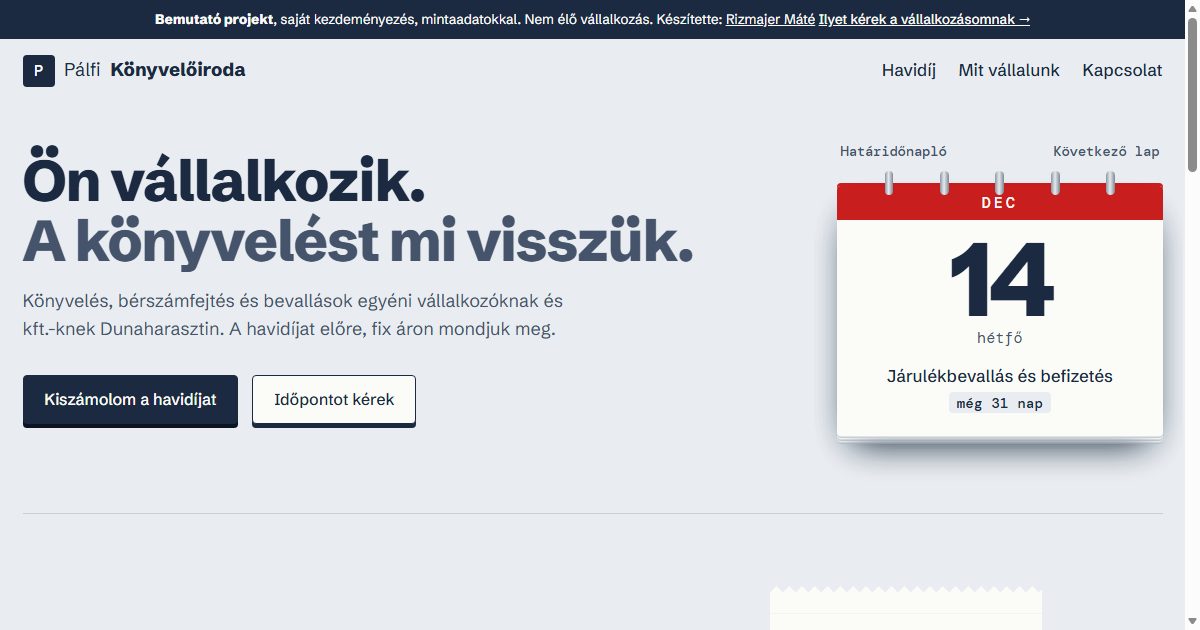 Bemutató projekt, saját kezdeményezés, mintaadatokkal. Nem élő vállalkozás. Készítette: Rizmajer Máté Ilyet kérek a vállalkozásomnak →
P Pálfi Könyvelőiroda
Havidíj Mit vállalunk Kapcsolat
Ön vállalkozik.
A könyvelést mi visszük.
Könyvelés, bérszámfejtés és bevallások egyéni vállalkozóknak és
kft.-knek Dunaharasztin. A havidíjat előre, fix áron mondjuk meg.
Kiszámolom a havidíjat
Időpontot kérek
Határidőnapló
Következő lap
DEC
14
hétfő
Járulékbevallás és befizetés
még 31 nap